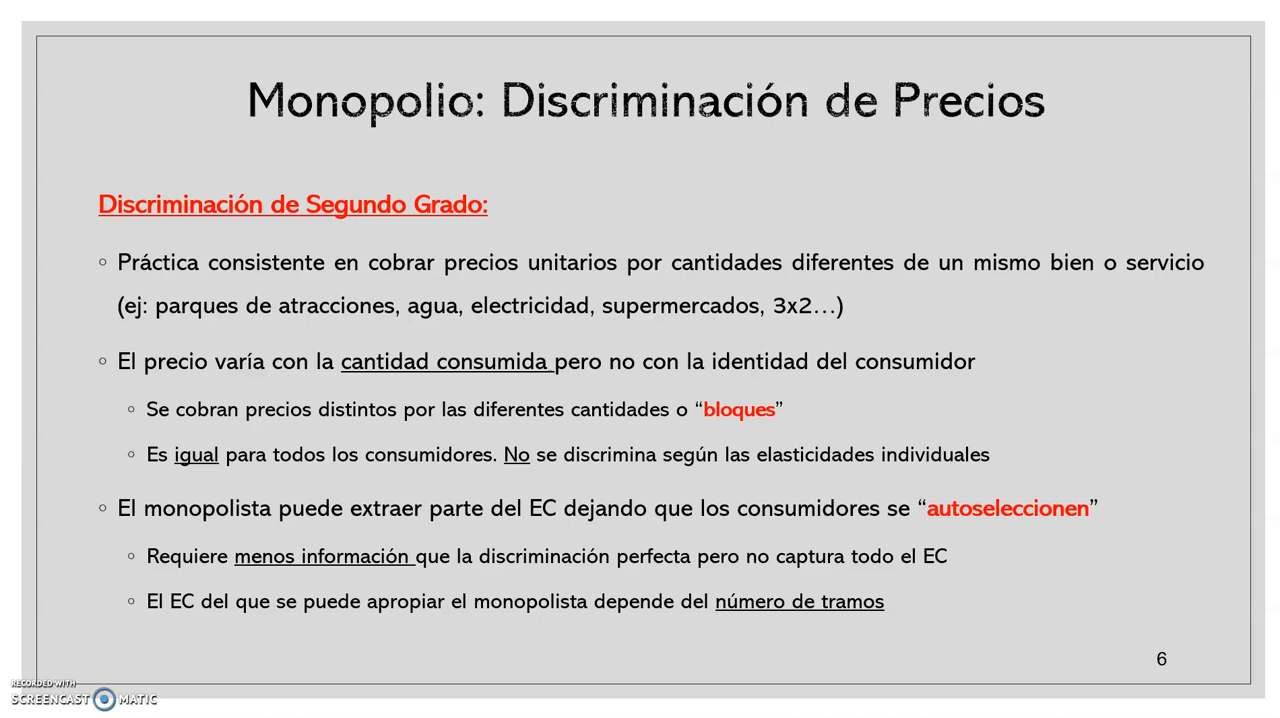 Monopolio: Discriminación de Precios
Discriminación de Segundo Grado:
◦ Práctica consistente en cobrar precios unitarios por cantidades diferentes de un mismo bien o servicio
(ej: parques de atracciones, agua, electricidad, supermercados, 3x2…)
◦ El precio varía con la cantidad consumida pero no con la identidad del consumidor
◦ Se cobran precios distintos por las diferentes cantidades o “bloques”
◦ Es igual para todos los consumidores. No se discrimina según las elasticidades individuales
◦ El monopolista puede extraer parte del EC dejando que los consumidores se “autoseleccionen”
◦ Requiere menos información que la discriminación perfecta pero no captura todo el EC
◦ El EC del que se puede apropiar el monopolista depende del número de tramos
6
RECORDED WITH
SCREENCAST MATIC